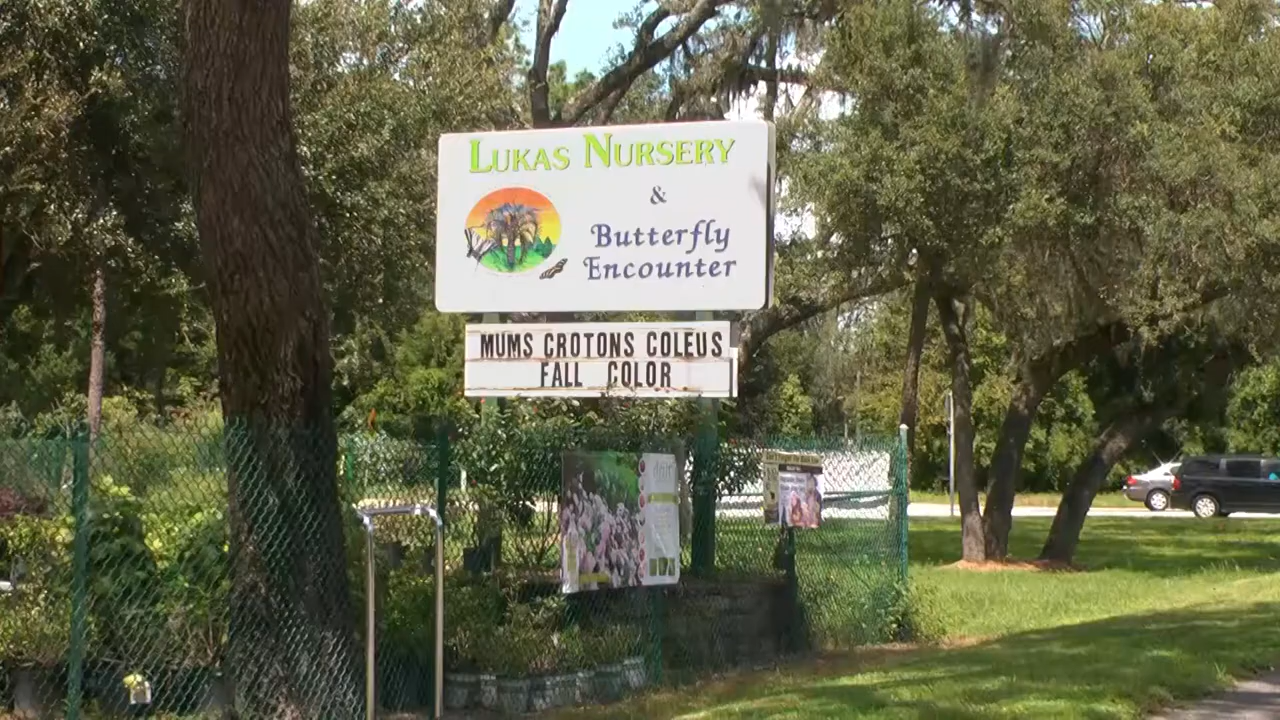 LUKAS NURSERY
&
Butterfly
Encounter
MUMS CROTONS COLEUS
FALL COLOR